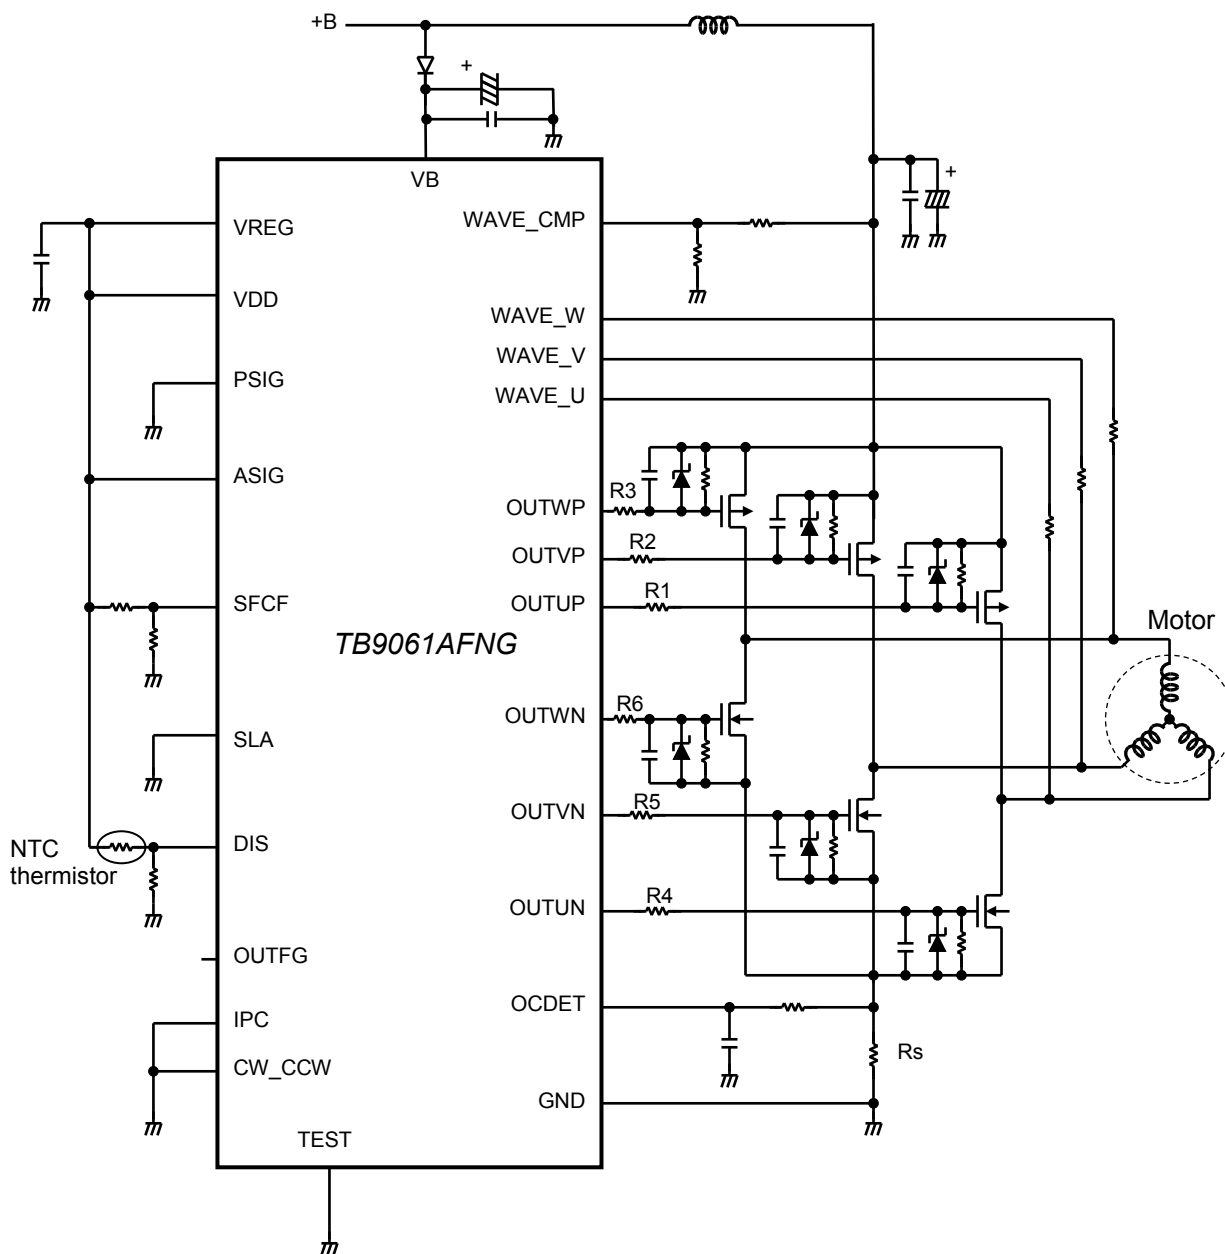 +B
+
VB
+
VREG
WAVE_CMP
VDD
WAVE_W
WAVE_V
PSIG
WAVE_U
ASIG
R3
OUTWP
R2
OUTVP
R1
SFCF
OUTUP
Motor
TB9061AFNG
R6
OUTWN
SLA
R5
OUTVN
NTC
thermistor
DIS
R4
OUTUN
OUTFG
OCDET
IPC
Rs
CW_CCW
GND
TEST